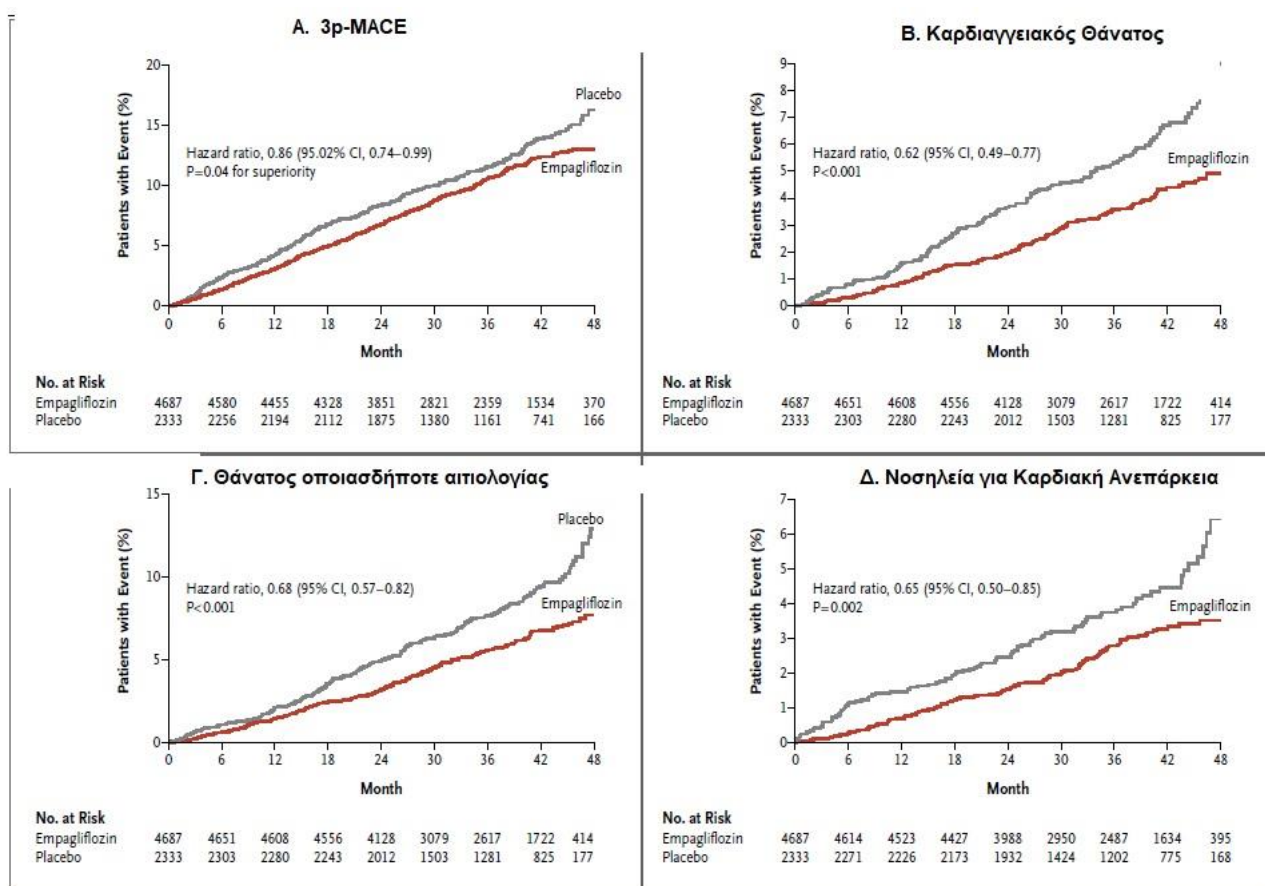 A. 3p-MACE
20
15
10
5
0
Patients with Event (%)
Placebo
Hazard ratio, 0.86 (95.02% CI, 0.74–0.99)
P=0.04 for superiority
Empagliflozin
0 6 12 18 24 30 36 42 48
Month
No. at Risk
Empagliflozin 4687 4580 4455 4328 3851 2821 2359 1534 370
Placebo 2333 2256 2194 2112 1875 1380 1161 741 166
Β. Καρδιαγγειακός Θάνατος
9
8
7
6
5
4
3
2
1
0
Patients with Event (%)
Hazard ratio, 0.62 (95% CI, 0.49–0.77)
P<0.001
Empagliflozin
0 6 12 18 24 30 36 42 48
Month
No. at Risk
Empagliflozin 4687 4651 4608 4556 4128 3079 2617 1722 414
Placebo 2333 2303 2280 2243 2012 1503 1281 825 177
Γ. Θάνατος οποιασδήποτε αιτιολογίας
15
10
5
0
Patients with Event (%)
Placebo
Hazard ratio, 0.68 (95% CI, 0.57–0.82)
P<0.001
Empagliflozin
0 6 12 18 24 30 36 42 48
Month
No. at Risk
Empagliflozin 4687 4651 4608 4556 4128 3079 2617 1722 414
Placebo 2333 2303 2280 2243 2012 1503 1281 825 177
Δ. Νοσηλεία για Καρδιακή Ανεπάρκεια
7
6
5
4
3
2
1
0
Patients with Event (%)
Hazard ratio, 0.65 (95% CI, 0.50–0.85)
P=0.002
Empagliflozin
0 6 12 18 24 30 36 42 48
Month
No. at Risk
Empagliflozin 4687 4614 4523 4427 3988 2950 2487 1634 395
Placebo 2333 2271 2226 2173 1932 1424 1202 775 168